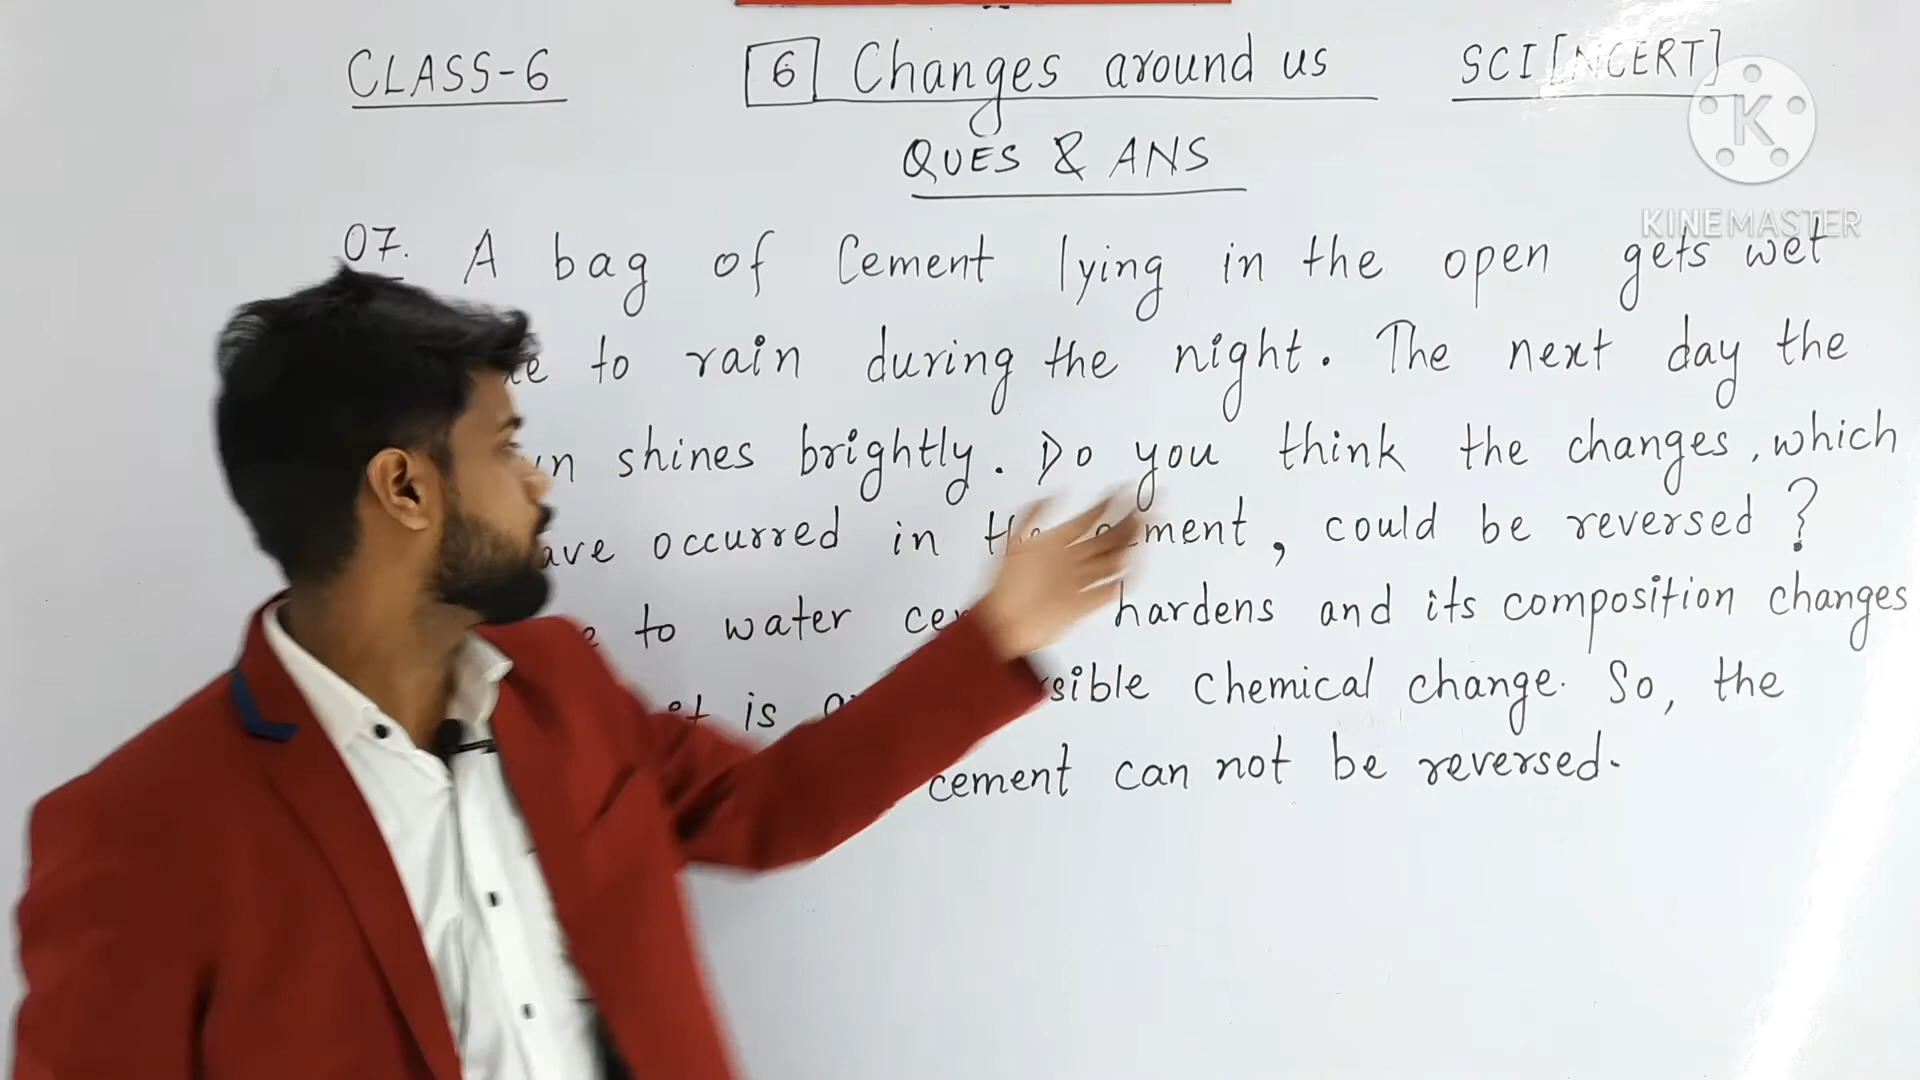 CLASS-6
6 Changes around us
SCI [NCERT]
QUES & ANS
K
KINEMASTER
07. A bag of Cement lying in the open gets wet
to rain during the night. The next day the
shines brightly. Do you think the changes, which
occurred in the cement, could be reversed ?
to water hardens and its composition changes
is chemical change. So, the
cement can not be reversed.